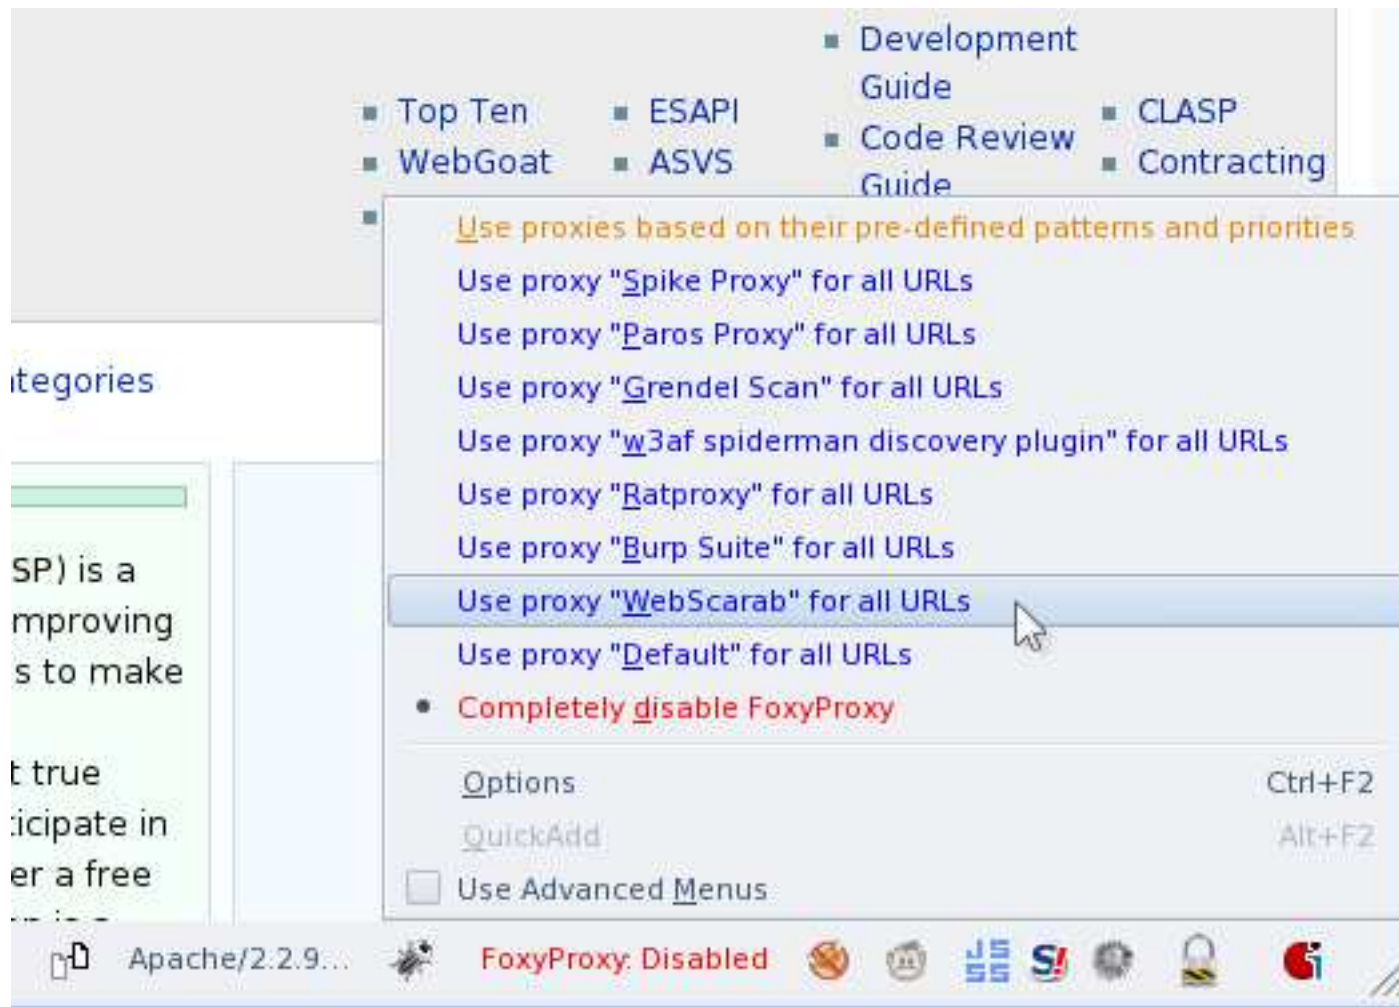 Development
Guide
Top Ten
ESAPI
CLASP
Code Review
WebGoat
ASVS
Contracting
Guide
Use proxies based on their pre-defined patterns and priorities
Use proxy "Spike Proxy" for all URLs
Use proxy "Paros Proxy" for all URLs
tegories
Use proxy "Grendel Scan" for all URLs
Use proxy "w3af spiderman discovery plugin" for all URLs
Use proxy "Ratproxy" for all URLs
Use proxy "Burp Suite" for all URLs
SP) is a
Use proxy "WebScarab" for all URLs
mproving
Use proxy "Default" for all URLs
s to make
Completely disable FoxyProxy
t true
Options Ctrl+F2
icipate in
QuickAdd Alt+F2
er a free
Use Advanced Menus
Apache/2.2.9...
FoxyProxy: Disabled
JS
SS
S!